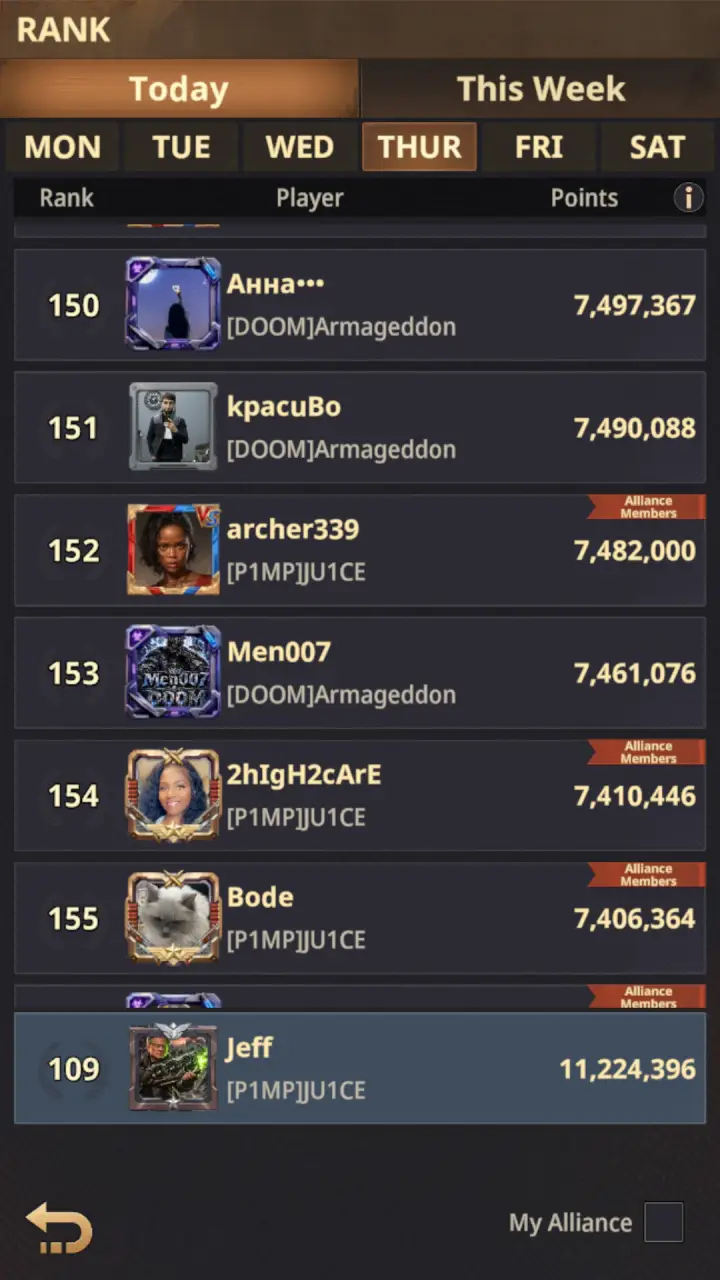 RANK
Today
This Week
MON TUE WED THUR FRI SAT
Rank Player Points i
150
Анна•••
[DOOM]Armageddon
7,497,367
151
kpacuBo
[DOOM]Armageddon
7,490,088
Alliance
Members
152
archer339
[P1MP]JU1CE
7,482,000
VS
153
Men007
[DOOM]Armageddon
7,461,076
Men007
DOOM
Alliance
Members
154
2hIgH2cArE
[P1MP]JU1CE
7,410,446
Alliance
Members
155
Bode
[P1MP]JU1CE
7,406,364
Alliance
Members
109
Jeff
[P1MP]JU1CE
11,224,396
My Alliance